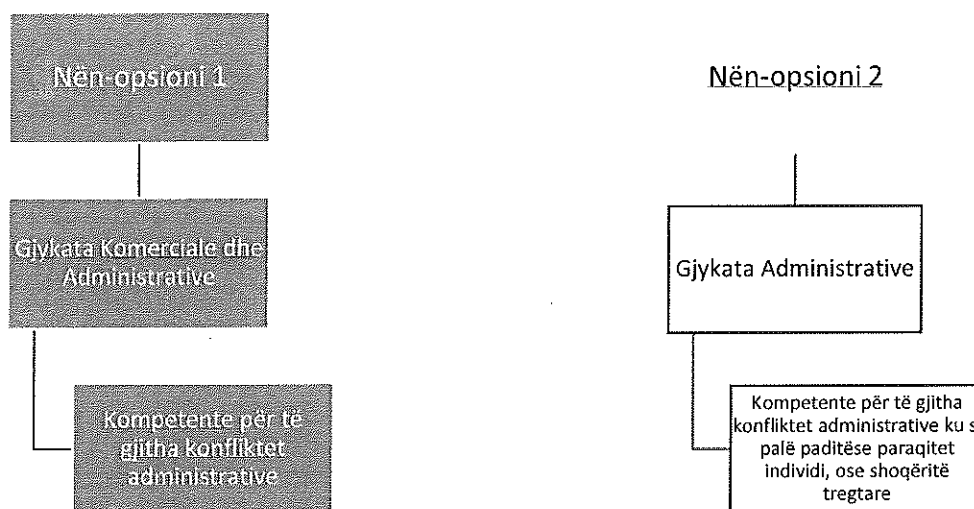 Nën-opsioni 1
Gjykata Komerciale dhe
Administrative
Kompetente për të
gjitha konfliktet
administrative
Nën-opsioni 2
Gjykata Administrative
Kompetente për të gjitha
konfliktet administrative ku s
palë paditëse paraqitet
individi, ose shoqëritë
tregtare